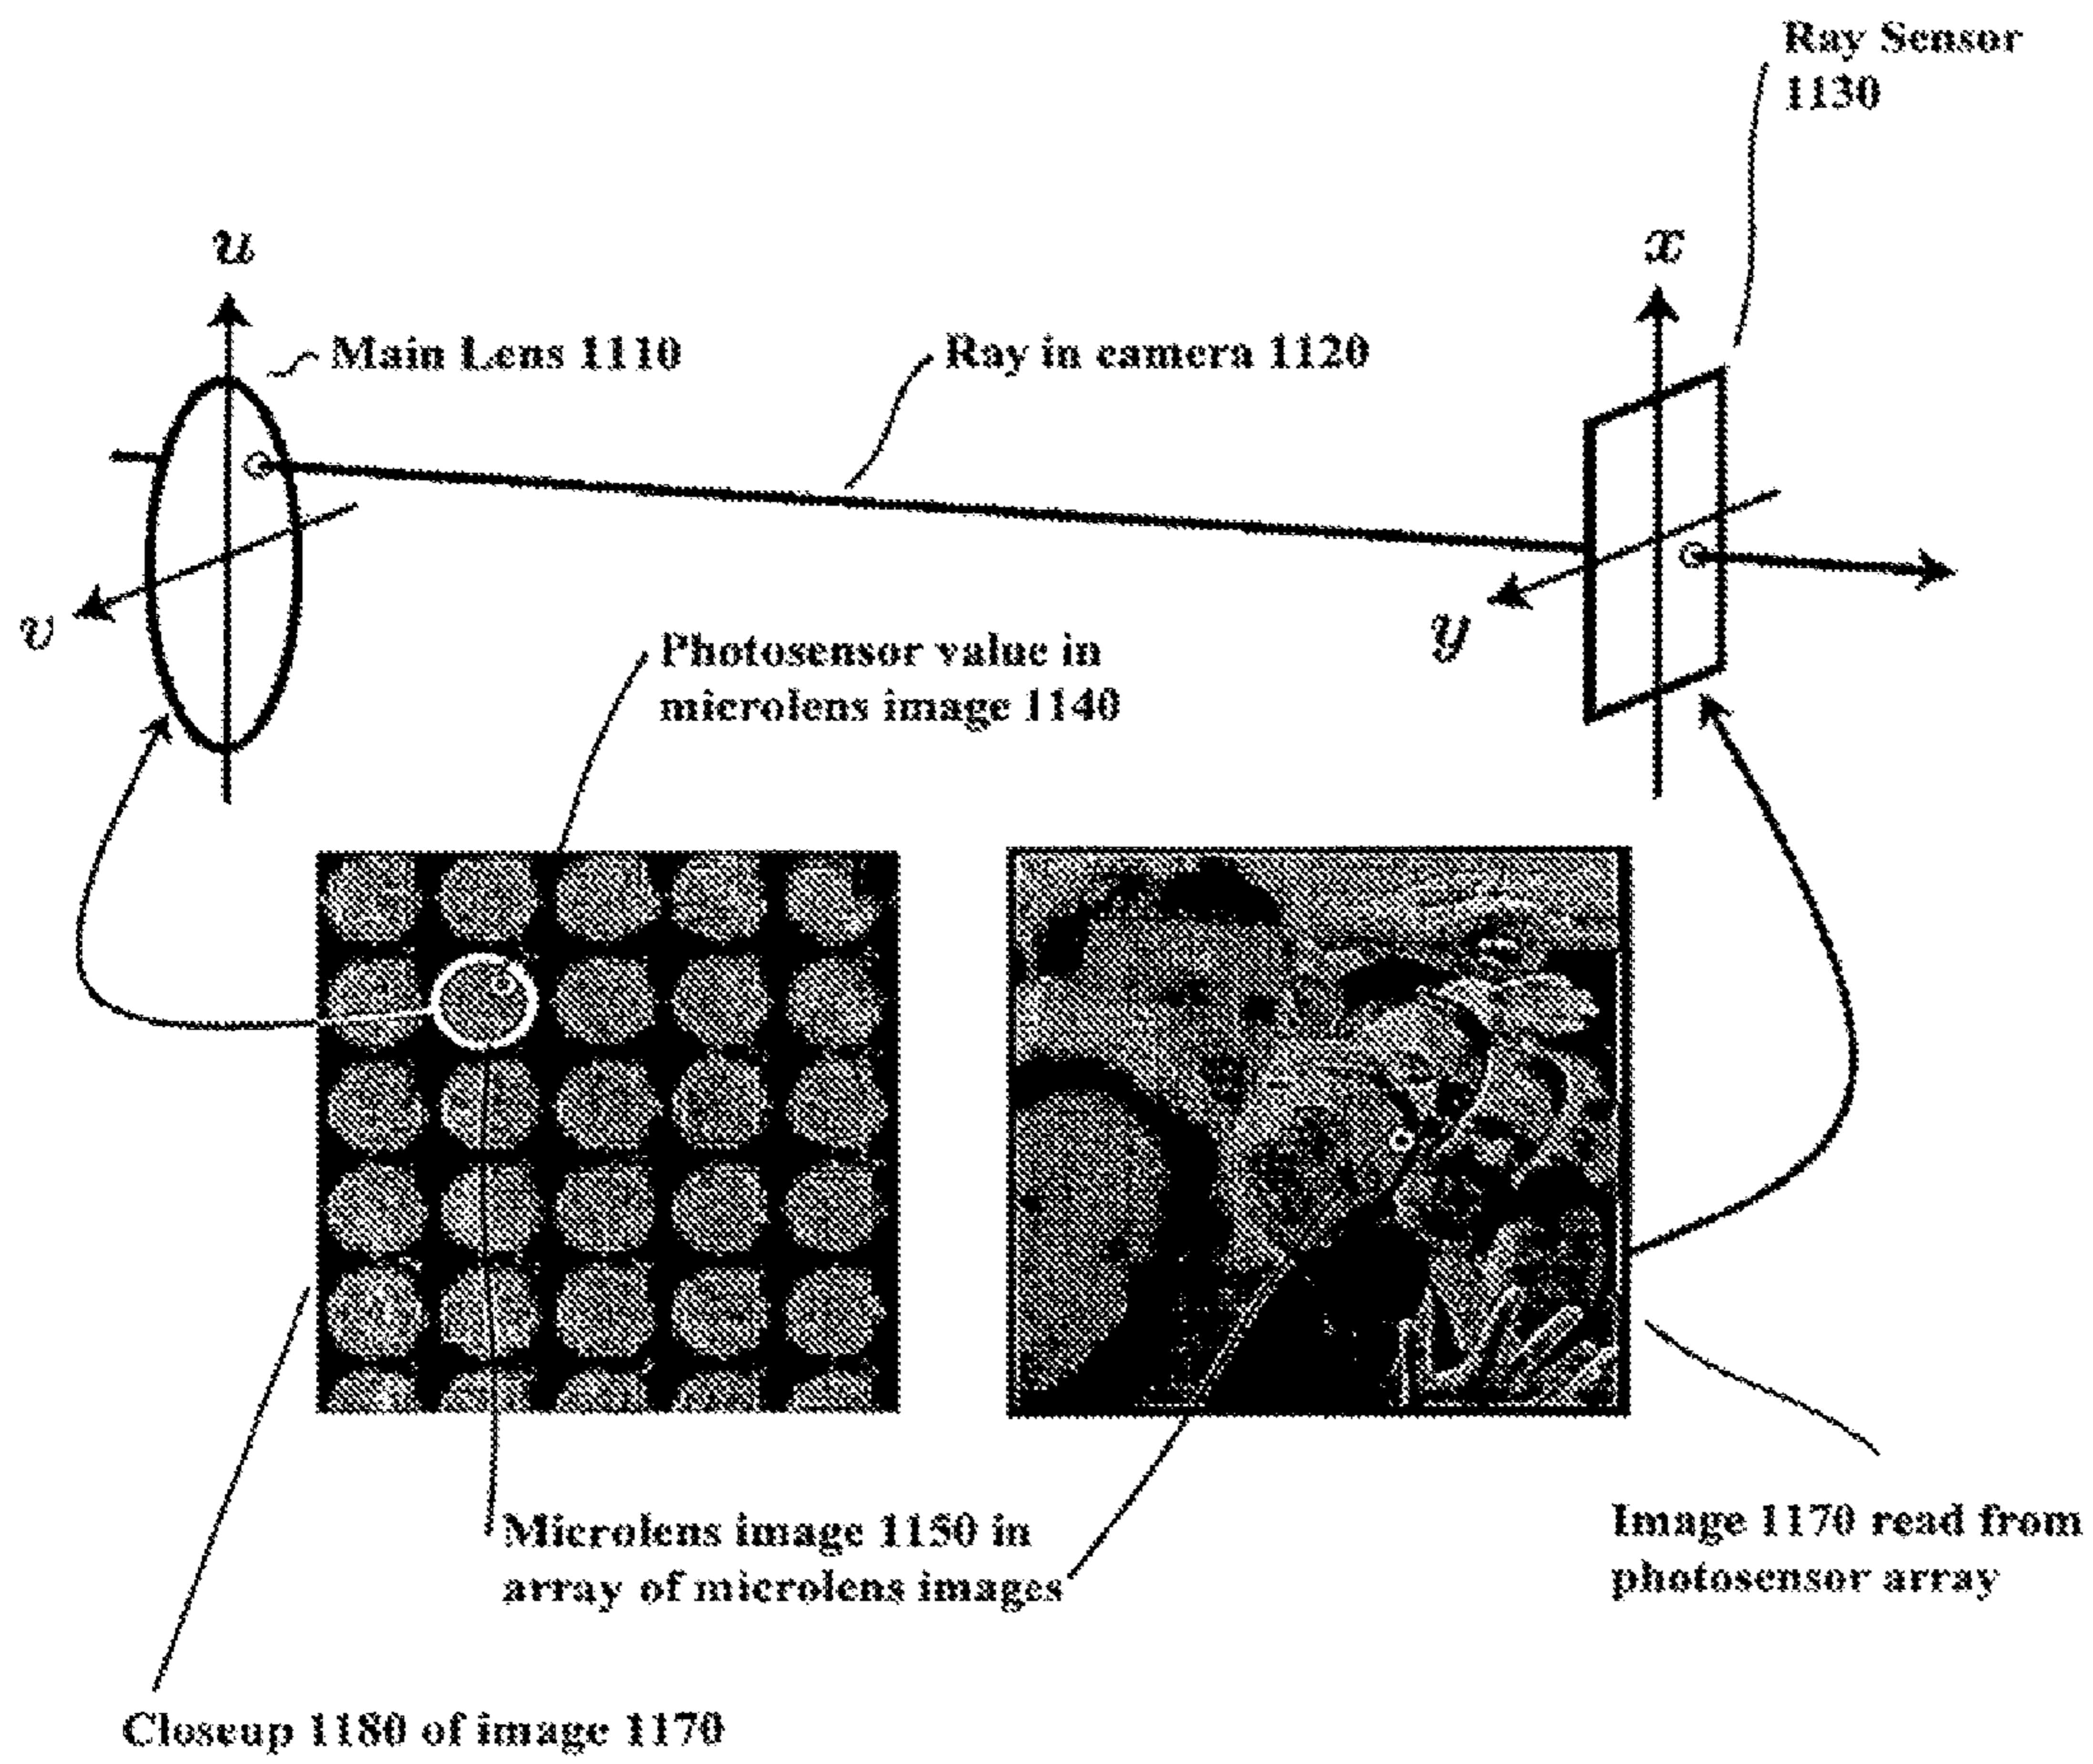 Ray Sensor
1130
u
x
Main Lens 1110
Ray in camera 1120
v
y
Photosensor value in
microlens image 1140
Microlens image 1150 in
array of microlens images
Image 1170 read from
photosensor array
Closeup 1180 of image 1170